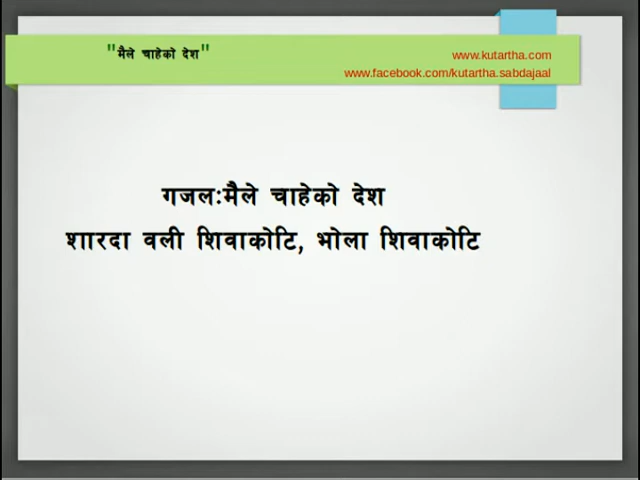 "मैले चाहेको देश"
www.kutartha.com
www.facebook.com/kutartha.sabdajaal
गजलःमैले चाहेको देश
शारदा वली शिवाकोटि, भोला शिवाकोटि